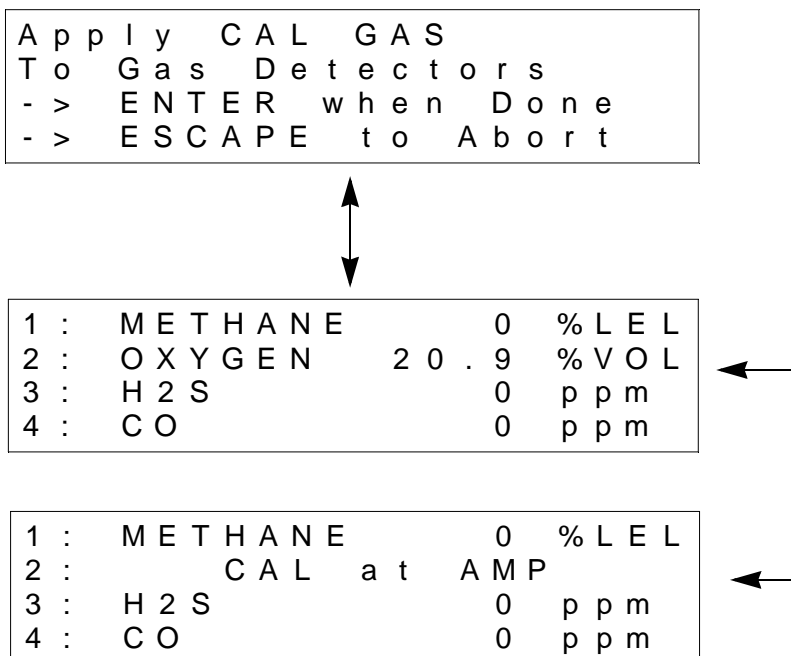 Apply CAL GAS
To Gas Detectors
-> ENTER when Done
-> ESCAPE to Abort
1: METHANE 0 %LEL
2: OXYGEN 20.9 %VOL
3: H2S 0 ppm
4: CO 0 ppm
1: METHANE 0 %LEL
2: CAL at AMP
3: H2S 0 ppm
4: CO 0 ppm